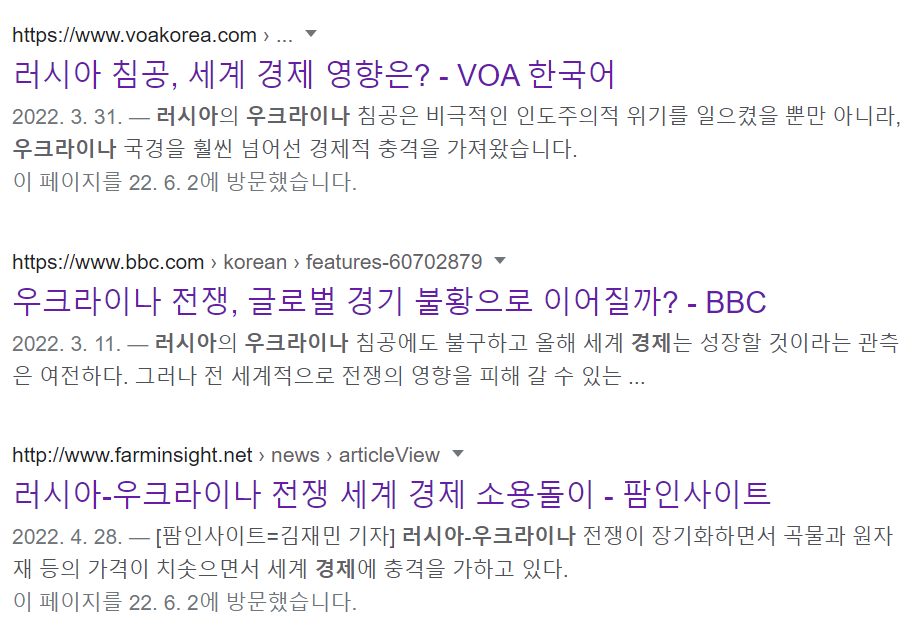 https://www.voakorea.com › ...
러시아 침공, 세계 경제 영향은? - VOA 한국어
2022. 3. 31. — 러시아의 우크라이나 침공은 비극적인 인도주의적 위기를 일으켰을 뿐만 아니라,
우크라이나 국경을 훨씬 넘어선 경제적 충격을 가져왔습니다.
이 페이지를 22. 6. 2에 방문했습니다.
https://www.bbc.com › korean › features-60702879
우크라이나 전쟁, 글로벌 경기 불황으로 이어질까? - BBC
2022. 3. 11. — 러시아의 우크라이나 침공에도 불구하고 올해 세계 경제는 성장할 것이라는 관측
은 여전하다. 그러나 전 세계적으로 전쟁의 영향을 피해 갈 수 있는 ...
http://www.farminsight.net › news › articleView
러시아-우크라이나 전쟁 세계 경제 소용돌이 - 팜인사이트
2022. 4. 28. — [팜인사이트=김재민 기자] 러시아-우크라이나 전쟁이 장기화하면서 곡물과 원자
재 등의 가격이 치솟으면서 세계 경제에 충격을 가하고 있다.
이 페이지를 22. 6. 2에 방문했습니다.